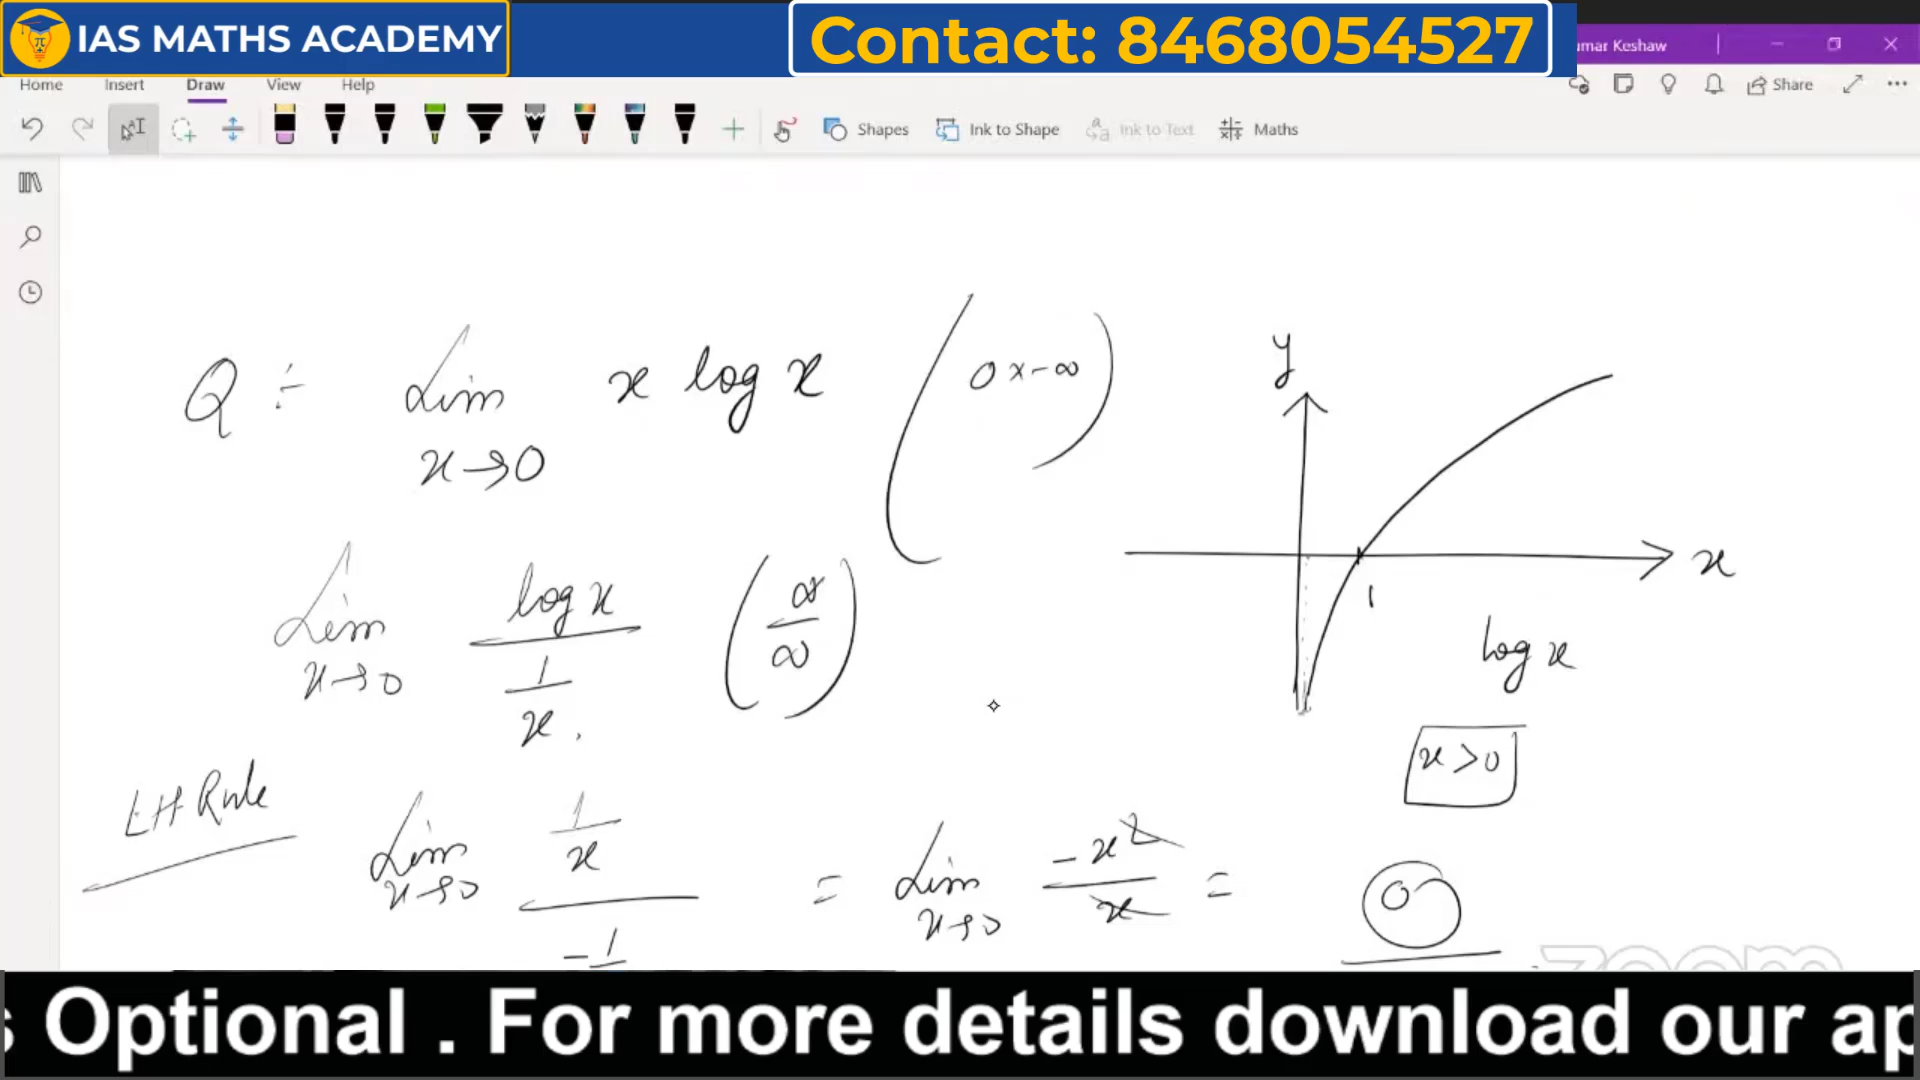 IAS MATHS ACADEMY
Contact: 8468054527
umar Keshaw
Home Insert Draw View Help
Share
Shapes Ink to Shape Ink to Text Maths
Q ÷ Lim x log x (0 x -∞)
x→0
y
x
1
log x
x > 0
Lim log x (∞/∞)
x→0 1/x .
LH Rule
Lim 1/x = Lim -x²/x = 0
x→0 -1 x→0
zoom
s Optional . For more details download our ap